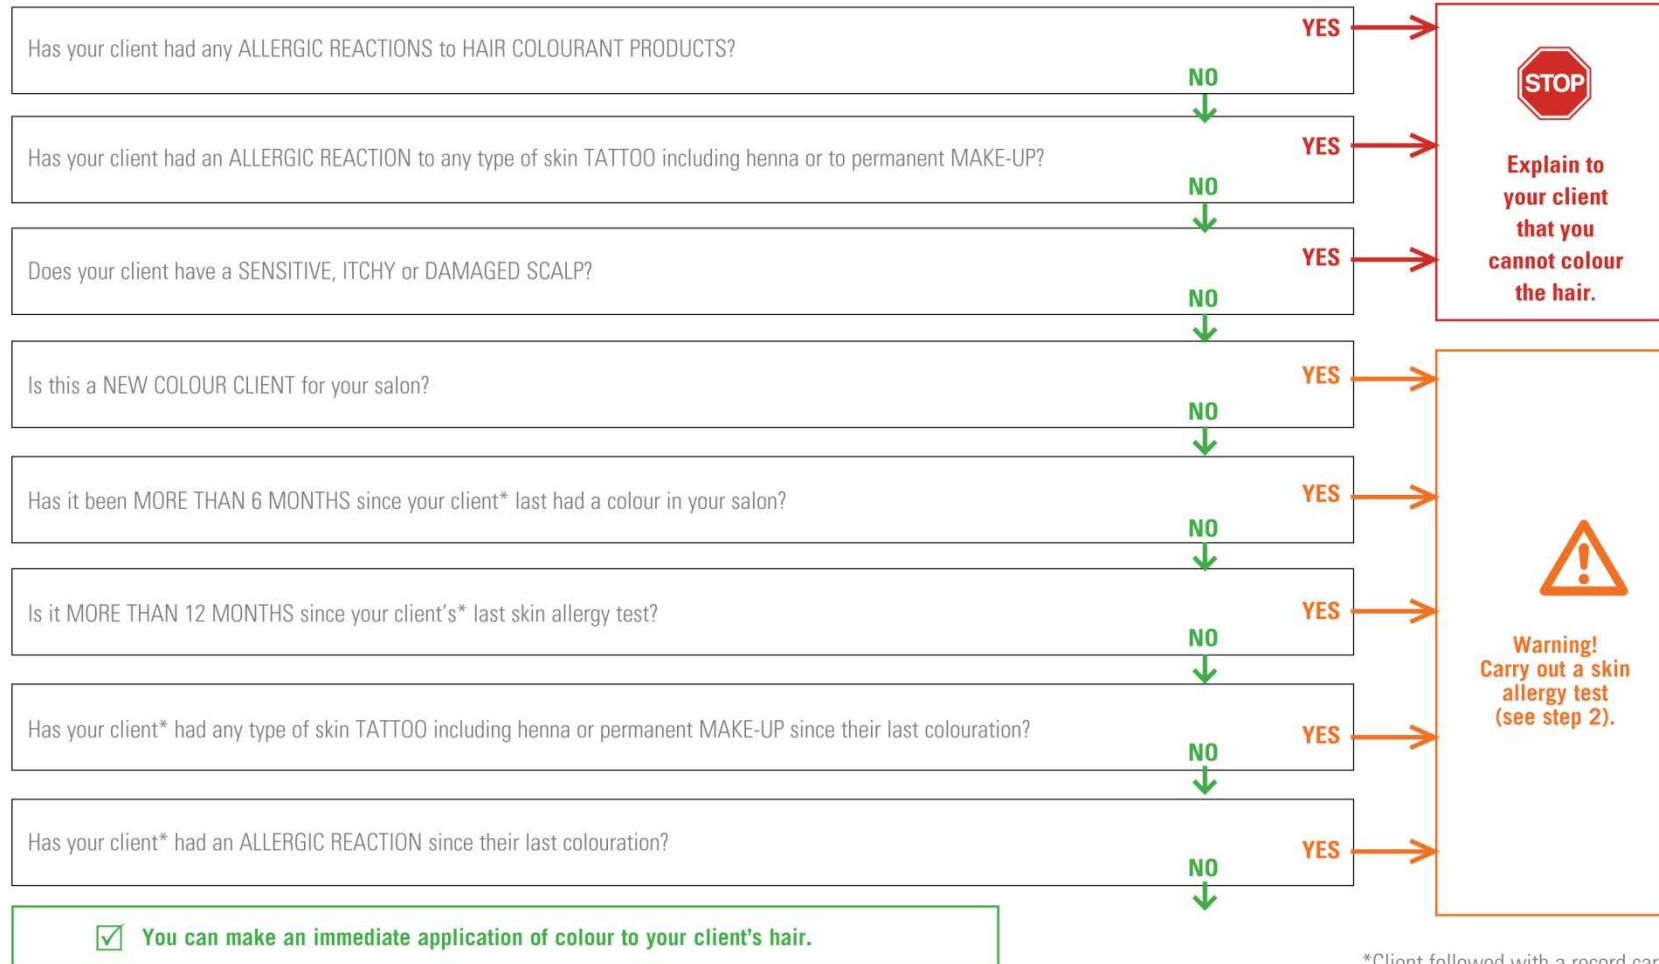 Has your client had any ALLERGIC REACTIONS to HAIR COLOURANT PRODUCTS?
YES
NO
Has your client had an ALLERGIC REACTION to any type of skin TATTOO including henna or to permanent MAKE-UP?
YES
NO
Does your client have a SENSITIVE, ITCHY or DAMAGED SCALP?
YES
NO
STOP
Explain to
your client
that you
cannot colour
the hair.
Is this a NEW COLOUR CLIENT for your salon?
YES
NO
Has it been MORE THAN 6 MONTHS since your client* last had a colour in your salon?
YES
NO
Is it MORE THAN 12 MONTHS since your client's* last skin allergy test?
YES
NO
Has your client* had any type of skin TATTOO including henna or permanent MAKE-UP since their last colouration?
YES
NO
Has your client* had an ALLERGIC REACTION since their last colouration?
YES
NO
Warning!
Carry out a skin
allergy test
(see step 2).
You can make an immediate application of colour to your client's hair.
*Client followed with a record